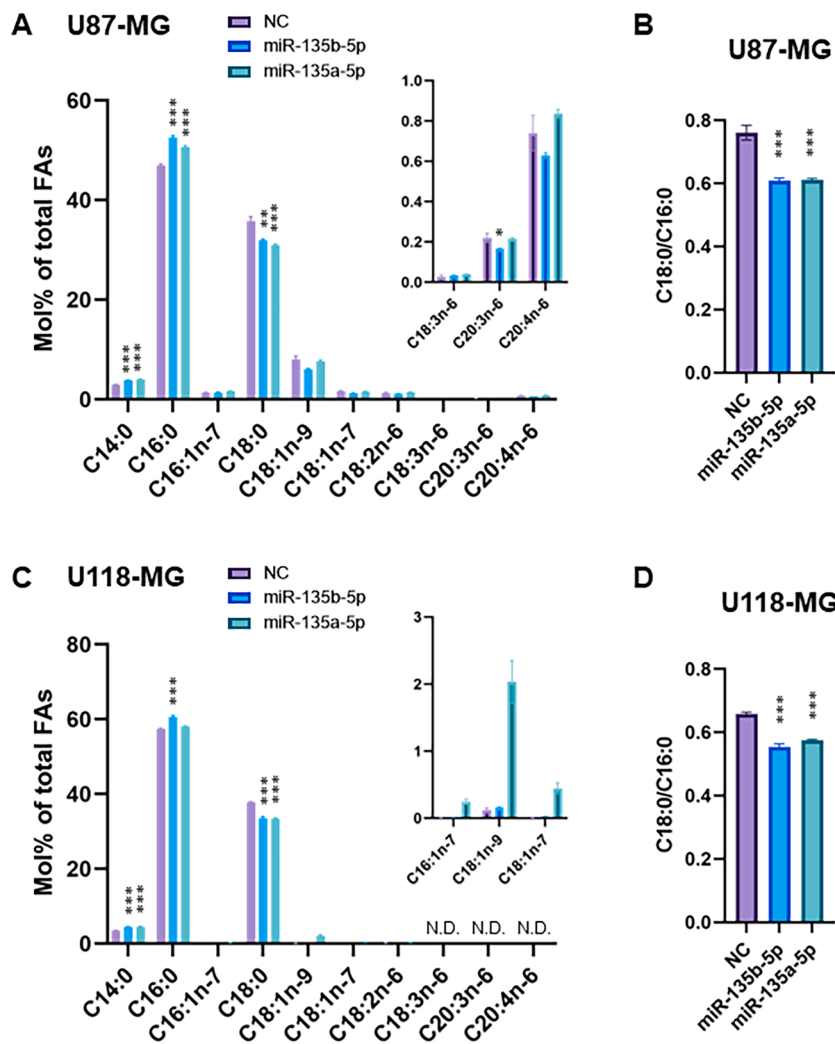 A U87-MG
NC
miR-135b-5p
miR-135a-5p
Mol% of total FAs
60
40
20
0
*** ***
*** ***
** ***
C14:0
C16:0
C16:1n-7
C18:0
C18:1n-9
C18:1n-7
C18:2n-6
C18:3n-6
C20:3n-6
C20:4n-6
1.0
0.8
0.6
0.4
0.2
0.0
*
C18:3n-6
C20:3n-6
C20:4n-6
B U87-MG
C18:0/C16:0
0.8
0.6
0.4
0.2
0.0
*** ***
NC
miR-135b-5p
miR-135a-5p
C U118-MG
NC
miR-135b-5p
miR-135a-5p
Mol% of total FAs
80
60
40
20
0
*** ***
***
*** ***
N.D. N.D. N.D.
C14:0
C16:0
C16:1n-7
C18:0
C18:1n-9
C18:1n-7
C18:2n-6
C18:3n-6
C20:3n-6
C20:4n-6
3
2
1
0
C16:1n-7
C18:1n-9
C18:1n-7
D U118-MG
C18:0/C16:0
0.8
0.6
0.4
0.2
0.0
*** ***
NC
miR-135b-5p
miR-135a-5p